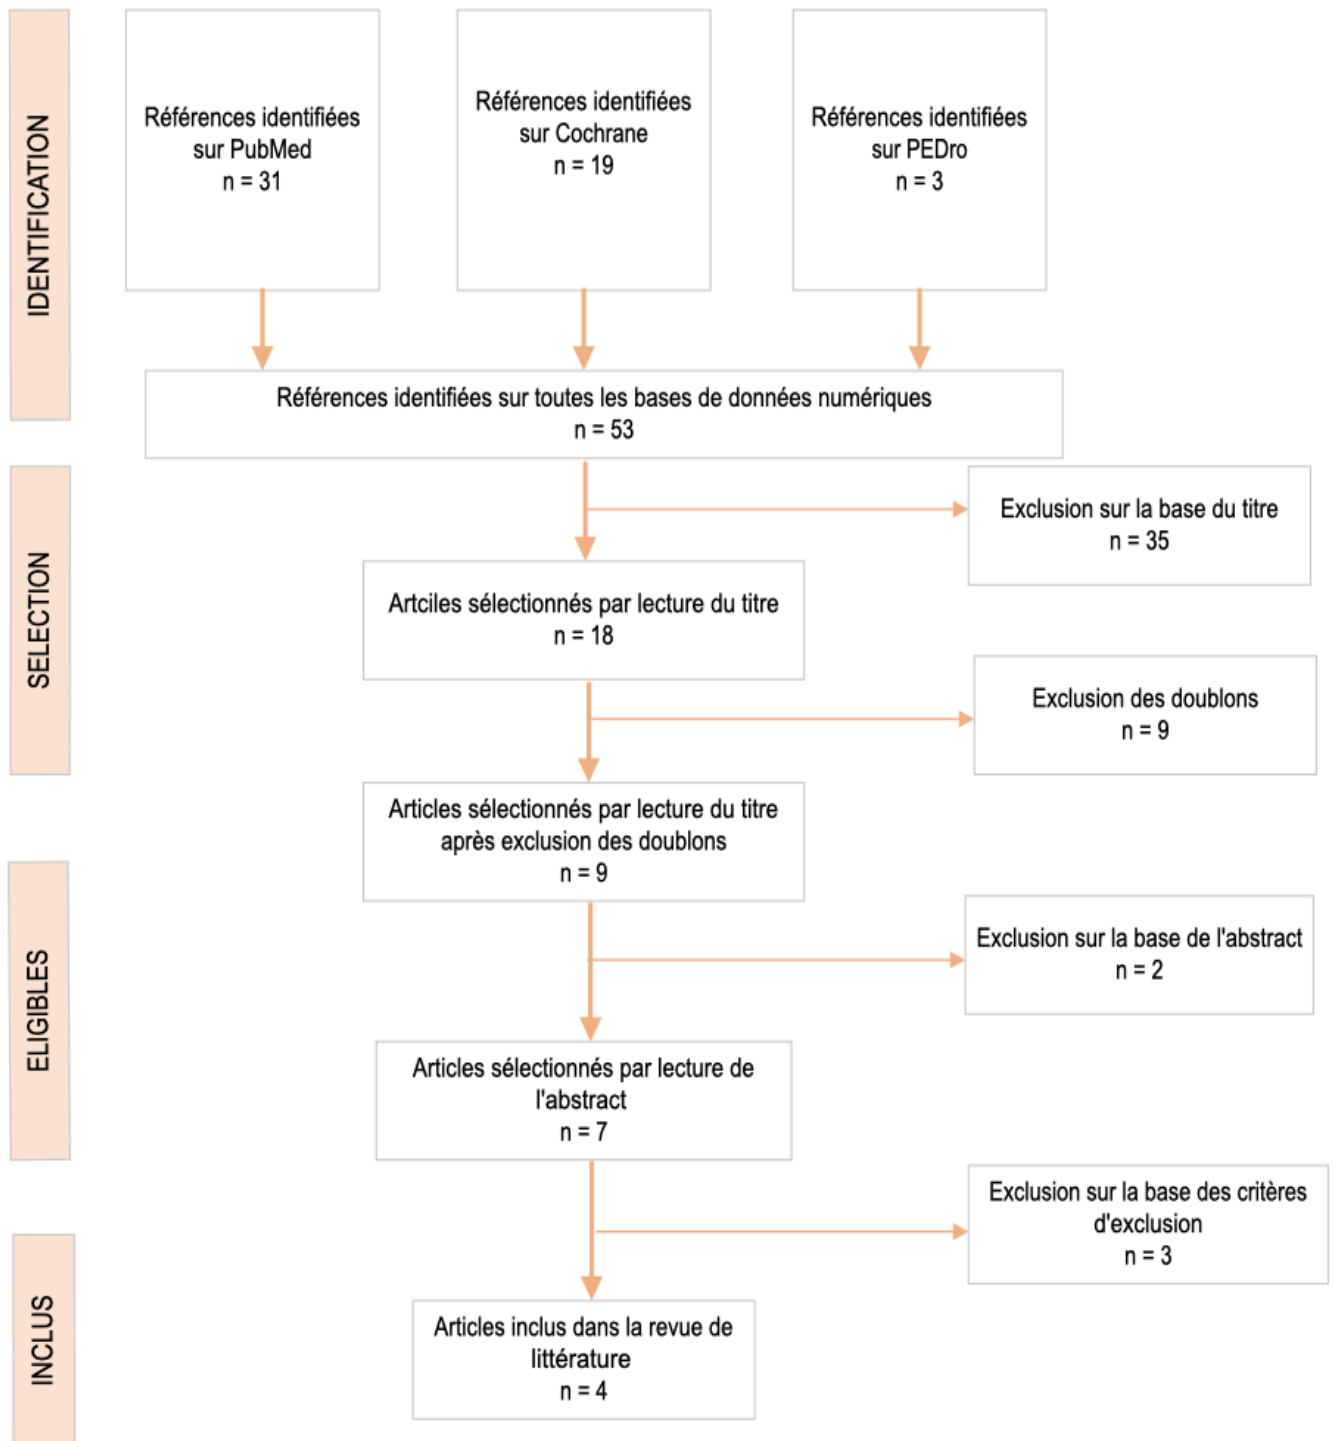 IDENTIFICATION
Références identifiées
sur PubMed
n = 31
Références identifiées
sur Cochrane
n = 19
Références identifiées
sur PEDro
n = 3
Références identifiées sur toutes les bases de données numériques
n = 53
SELECTION
Exclusion sur la base du titre
n = 35
Artciles sélectionnés par lecture du titre
n = 18
Exclusion des doublons
n = 9
Articles sélectionnés par lecture du titre
après exclusion des doublons
n = 9
ELIGIBLES
Exclusion sur la base de l'abstract
n = 2
Articles sélectionnés par lecture de
l'abstract
n = 7
Exclusion sur la base des critères
d'exclusion
n = 3
INCLUS
Articles inclus dans la revue de
littérature
n = 4